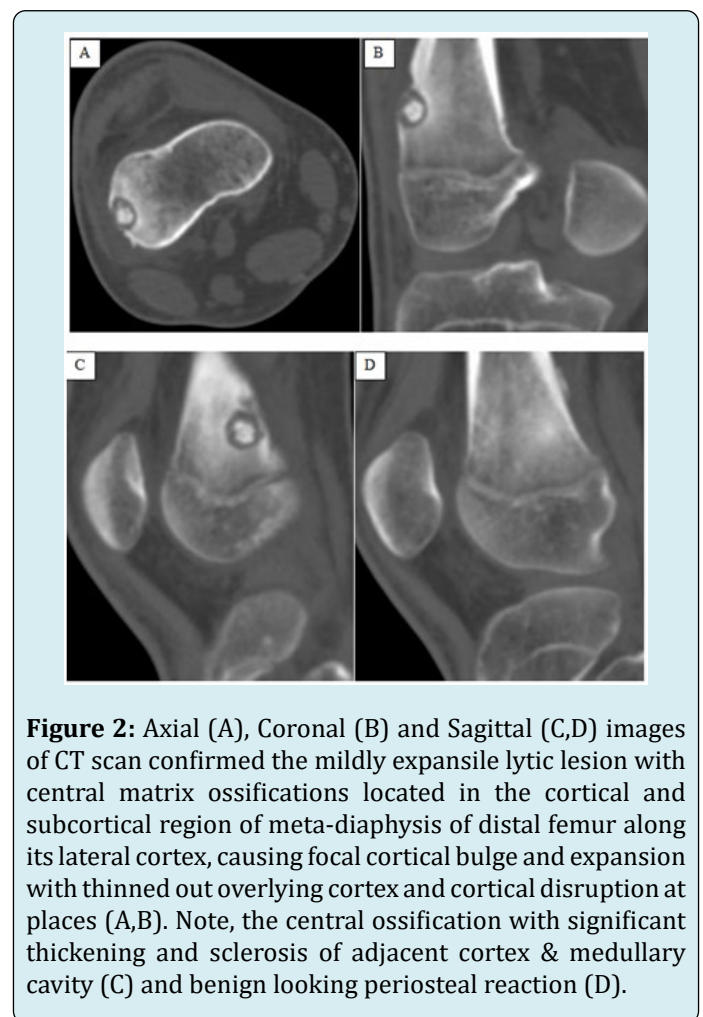 A
B
C
D
Figure 2: Axial (A), Coronal (B) and Sagittal (C,D) images
of CT scan confirmed the mildly expansile lytic lesion with
central matrix ossifications located in the cortical and
subcortical region of meta-diaphysis of distal femur along
its lateral cortex, causing focal cortical bulge and expansion
with thinned out overlying cortex and cortical disruption at
places (A,B). Note, the central ossification with significant
thickening and sclerosis of adjacent cortex & medullary
cavity (C) and benign looking periosteal reaction (D).